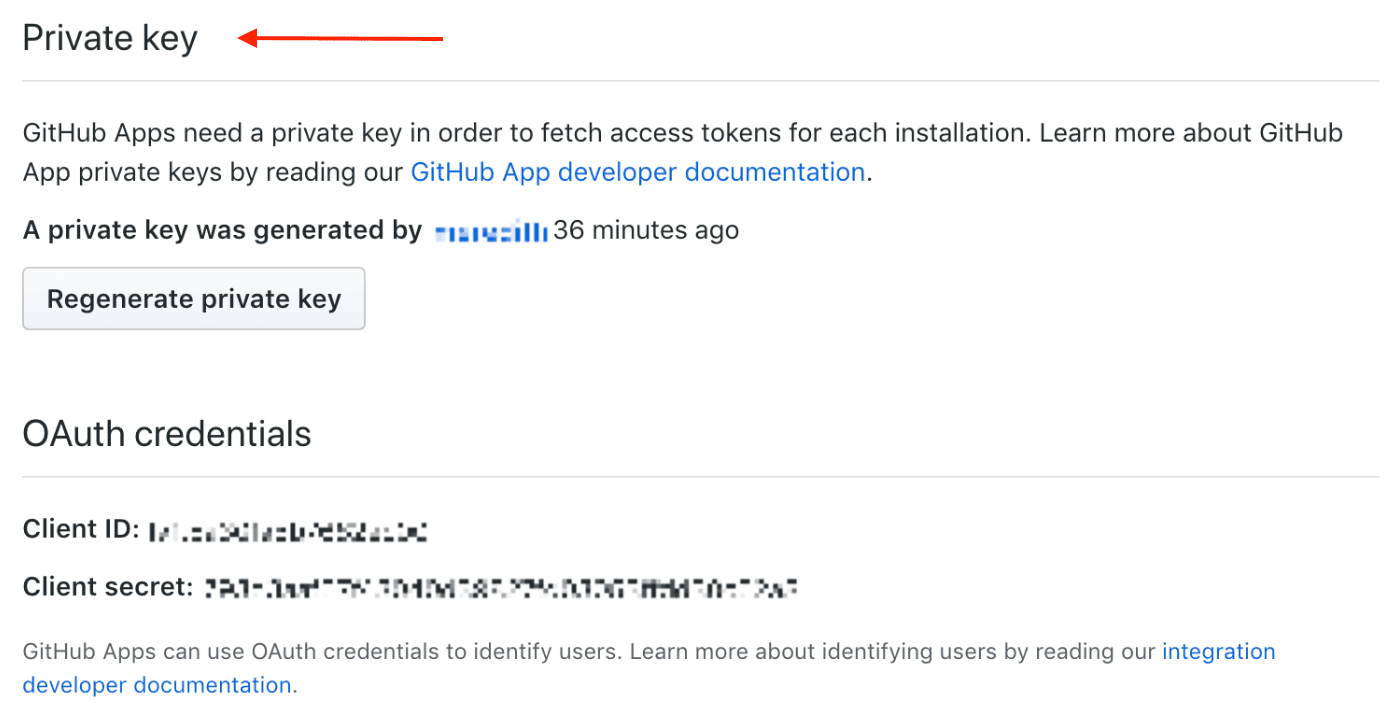 Private key
GitHub Apps need a private key in order to fetch access tokens for each installation. Learn more about GitHub
App private keys by reading our GitHub App developer documentation.
A private key was generated by 36 minutes ago
Regenerate private key
OAuth credentials
Client ID:
Client secret:
GitHub Apps can use OAuth credentials to identify users. Learn more about identifying users by reading our integration
developer documentation.